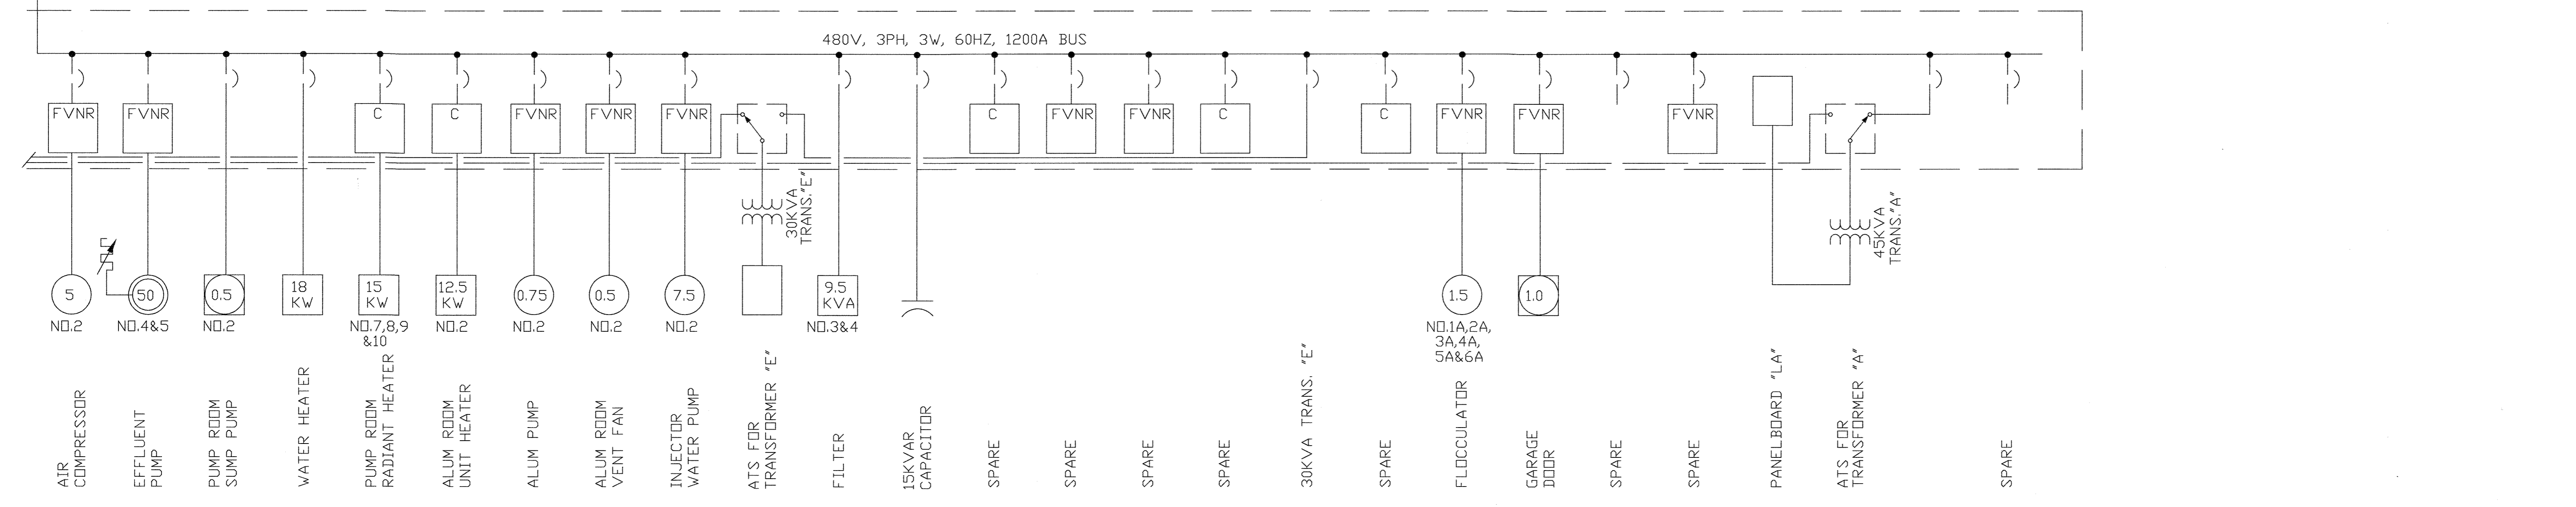 480V, 3PH, 3W, 60HZ, 1200A BUS
FVNR
FVNR
C
C
FVNR
FVNR
FVNR
C
FVNR
FVNR
C
C
FVNR
FVNR
FVNR
30KVA
TRANS."E"
45KVA
TRANS."A"
5
NO.2
50
NO.4&5
0.5
NO.2
18
KW
15
KW
NO.7,8,9
&10
12.5
KW
NO.2
0.75
NO.2
0.5
NO.2
7.5
NO.2
9.5
KVA
NO.3&4
1.5
NO.1A,2A,
3A,4A,
5A&6A
1.0
AIR
COMPRESSOR
EFFLUENT
PUMP
PUMP ROOM
SUMP PUMP
WATER HEATER
PUMP ROOM
RADIANT HEATER
ALUM ROOM
UNIT HEATER
ALUM PUMP
ALUM ROOM
VENT FAN
INJECTOR
WATER PUMP
ATS FOR
TRANSFORMER "E"
FILTER
15KVAR
CAPACITOR
SPARE
SPARE
SPARE
SPARE
30KVA TRANS. "E"
SPARE
FLOCCULATOR
GARAGE
DOOR
SPARE
SPARE
PANELBOARD "LA"
ATS FOR
TRANSFORMER "A"
SPARE